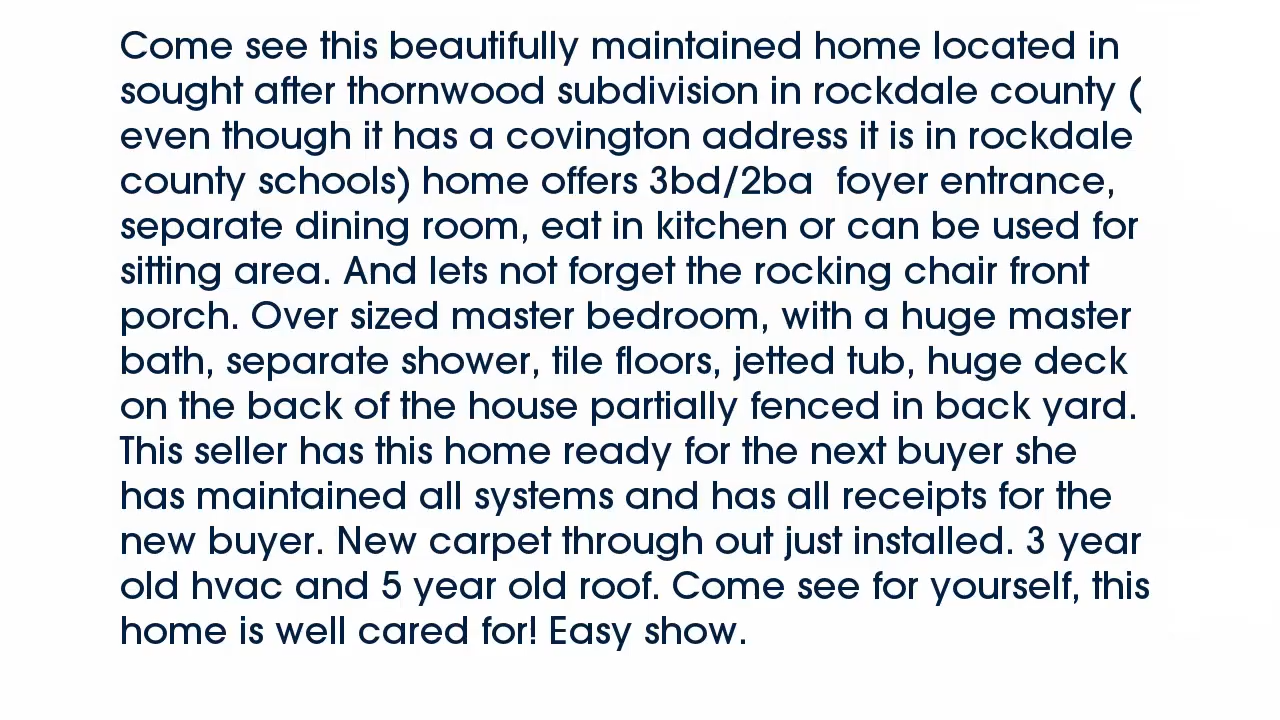 Come see this beautifully maintained home located in
sought after thornwood subdivision in rockdale county (
even though it has a covington address it is in rockdale
county schools) home offers 3bd/2ba  foyer entrance,
separate dining room, eat in kitchen or can be used for
sitting area. And lets not forget the rocking chair front
porch. Over sized master bedroom, with a huge master
bath, separate shower, tile floors, jetted tub, huge deck
on the back of the house partially fenced in back yard.
This seller has this home ready for the next buyer she
has maintained all systems and has all receipts for the
new buyer. New carpet through out just installed. 3 year
old hvac and 5 year old roof. Come see for yourself, this
home is well cared for! Easy show.